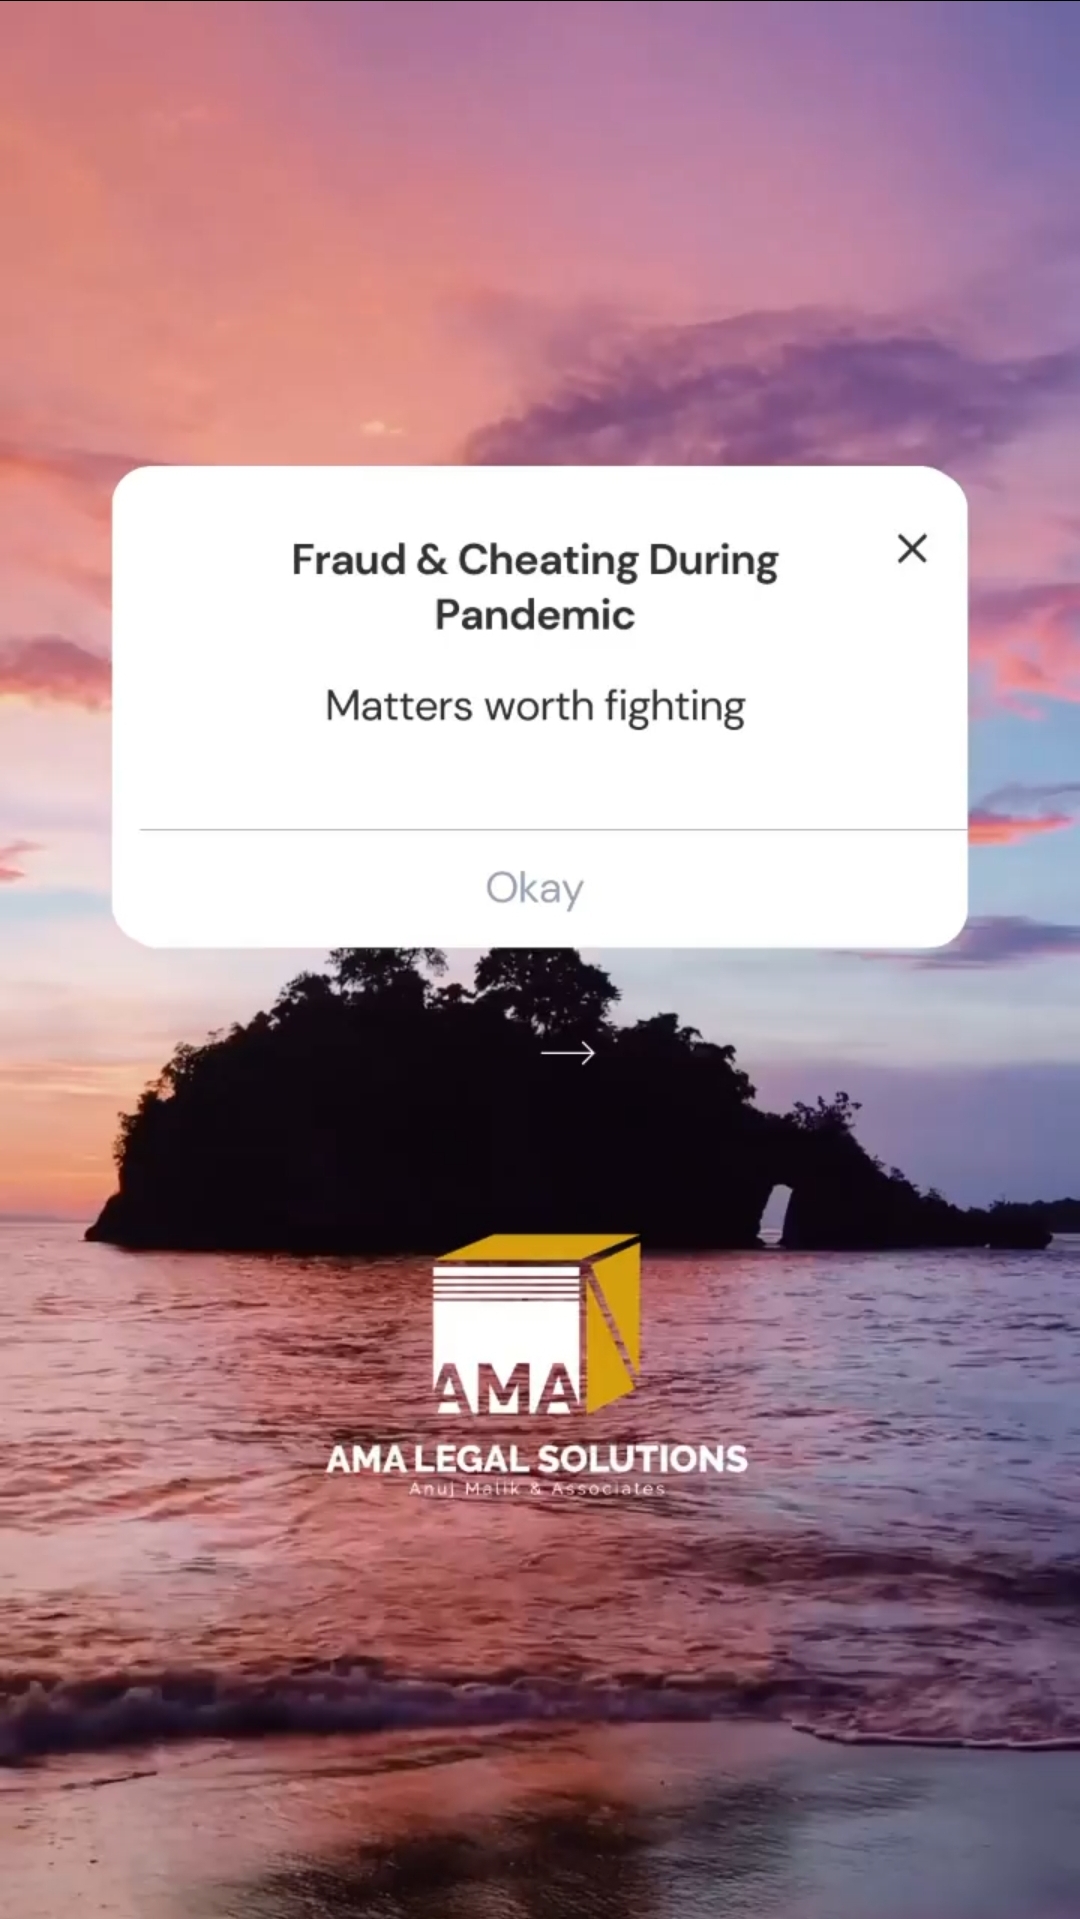 Fraud & Cheating During
Pandemic
Matters worth fighting
Okay
AMA
AMA LEGAL SOLUTIONS
Anuj Malik & Associates